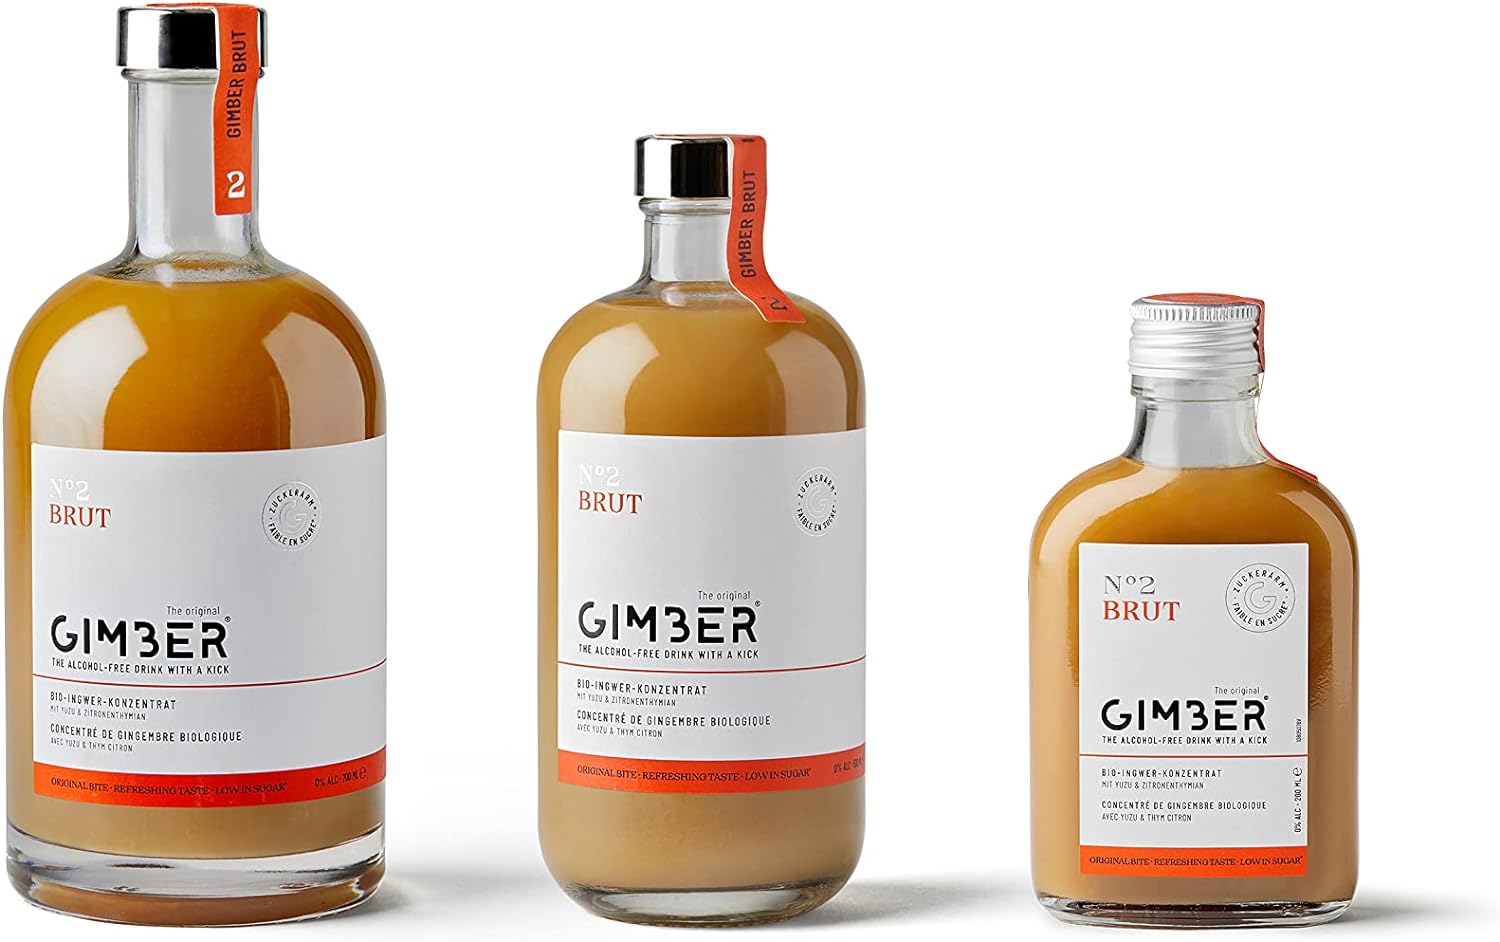 GIMBER BRUT
2
Nº2
BRUT
ZUCKERARM*
FAIBLE EN SUCRE*
G
The original
GIMBER®
THE ALCOHOL-FREE DRINK WITH A KICK
BIO-INGWER-KONZENTRAT
MIT YUZU & ZITRONENTHYMIAN
CONCENTRÉ DE GINGEMBRE BIOLOGIQUE
AVEC YUZU & THYM CITRON
ORIGINAL BITE · REFRESHING TASTE · LOW IN SUGAR* 0% ALC · 700 ML ℮
GIMBER BRUT
2
Nº2
BRUT
ZUCKERARM*
FAIBLE EN SUCRE*
G
The original
GIMBER®
THE ALCOHOL-FREE DRINK WITH A KICK
BIO-INGWER-KONZENTRAT
MIT YUZU & ZITRONENTHYMIAN
CONCENTRÉ DE GINGEMBRE BIOLOGIQUE
AVEC YUZU & THYM CITRON
ORIGINAL BITE · REFRESHING TASTE · LOW IN SUGAR* 0% ALC
Nº2
BRUT
ZUCKERARM*
FAIBLE EN SUCRE*
G
The original
GIMBER®
THE ALCOHOL-FREE DRINK WITH A KICK
BIO-INGWER-KONZENTRAT
MIT YUZU & ZITRONENTHYMIAN
CONCENTRÉ DE GINGEMBRE BIOLOGIQUE
AVEC YUZU & THYM CITRON
0% ALC · 200 ML ℮
ORIGINAL BITE · REFRESHING TASTE · LOW IN SUGAR*